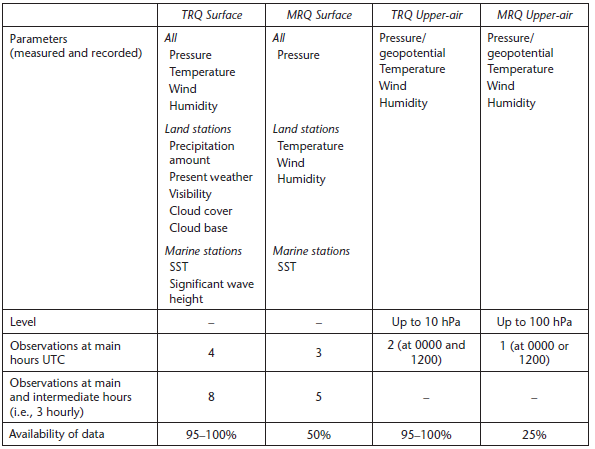 TRQ Surface MRQ Surface TRQ Upper-air MRQ Upper-air
Parameters
(measured and recorded)
All
Pressure
Temperature
Wind
Humidity
Land stations
Precipitation
amount
Present weather
Visibility
Cloud cover
Cloud base
Marine stations
SST
Significant wave
height
All
Pressure
Land stations
Temperature
Wind
Humidity
Marine stations
SST
Pressure/
geopotential
Temperature
Wind
Humidity
Pressure/
geopotential
Temperature
Wind
Humidity
Level – – Up to 10 hPa Up to 100 hPa
Observations at main
hours UTC
4
3
2 (at 0000 and
1200)
1 (at 0000 or
1200)
Observations at main
and intermediate hours
(i.e., 3 hourly)
8 5 – –
Availability of data 95–100% 50% 95–100% 25%